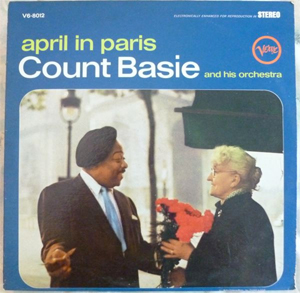 V6-8012
ELECTRONICALLY ENHANCED FOR REPRODUCTION IN STEREO
Verve
april in paris
Count Basie and his orchestra